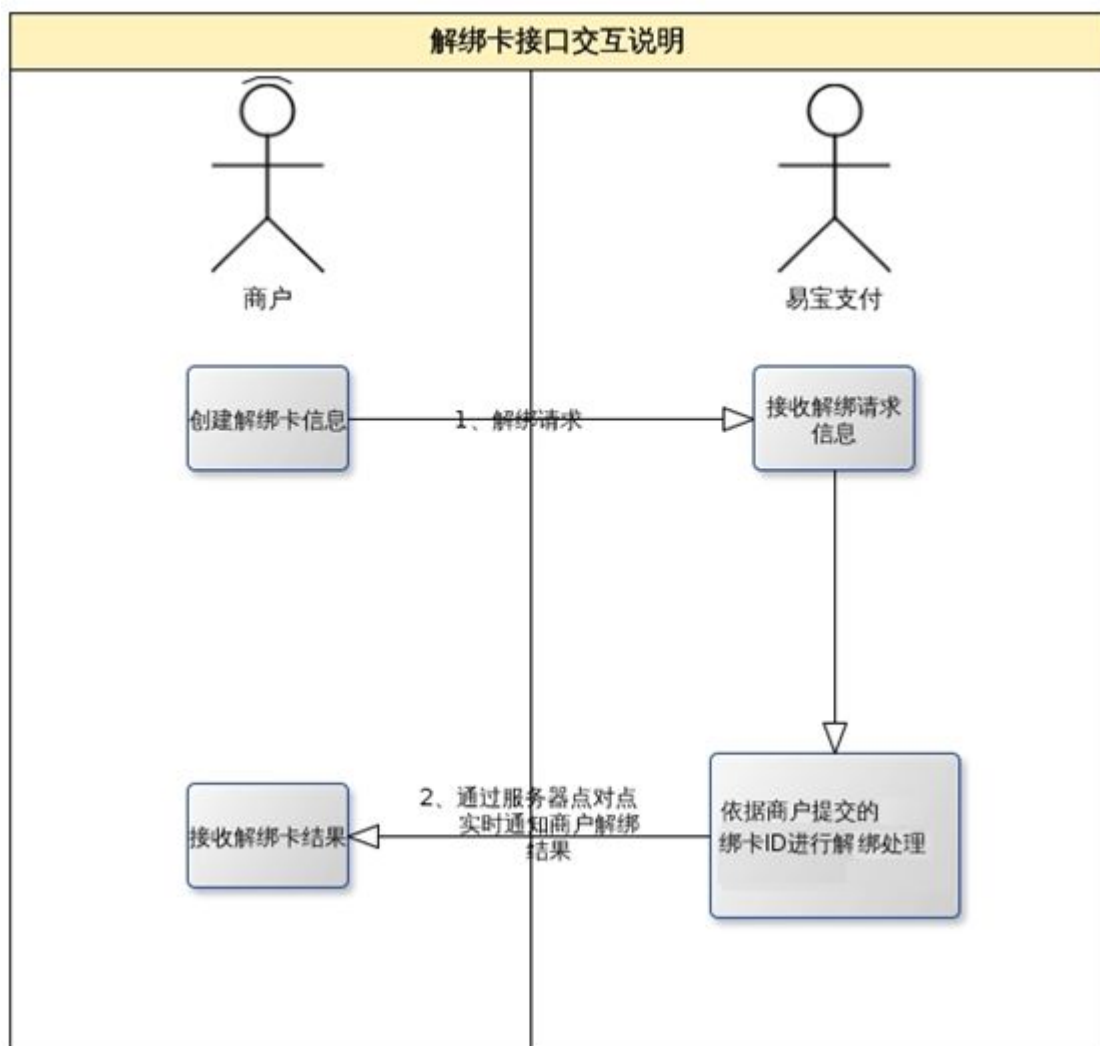 解绑卡接口交互说明
商户
易宝支付
创建解绑卡信息
1、解绑请求
接收解绑请求
信息
接收解绑卡结果
2、通过服务器点对点
实时通知商户解绑
结果
依据商户提交的
绑卡ID进行解绑处理